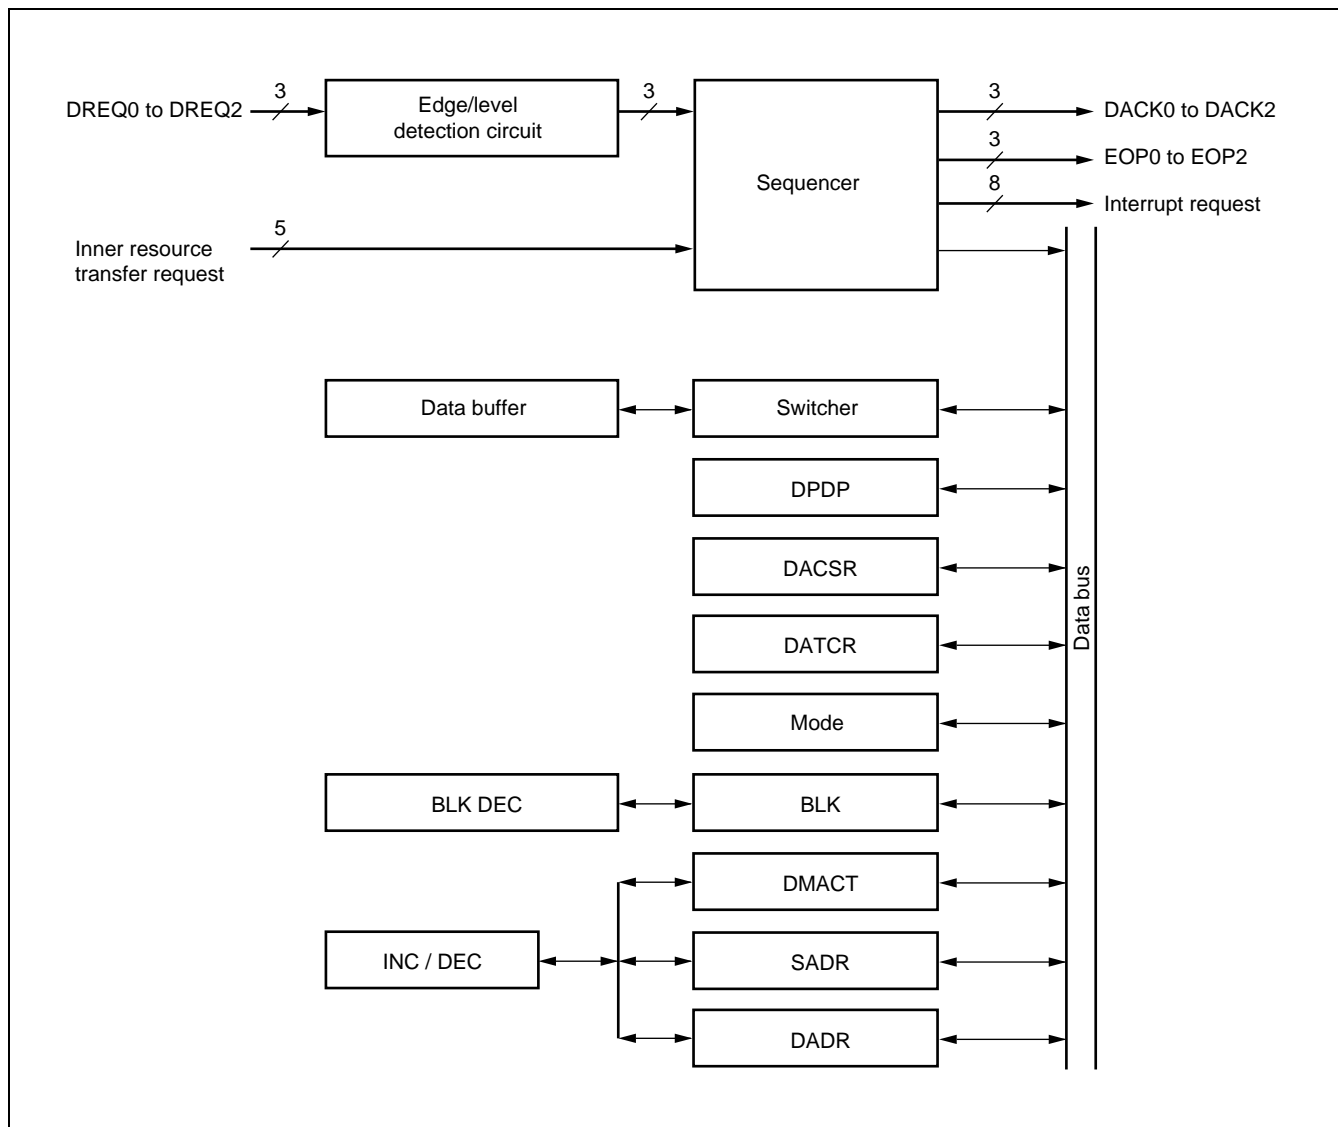 3
3
3
DREQ0 to DREQ2
Edge/level
detection circuit
DACK0 to DACK2
3
EOP0 to EOP2
Sequencer
8
Interrupt request
5
Inner resource
transfer request
Data buffer
Switcher
DPDP
DACSR
Data bus
DATCR
Mode
BLK DEC
BLK
DMACT
INC / DEC
SADR
DADR